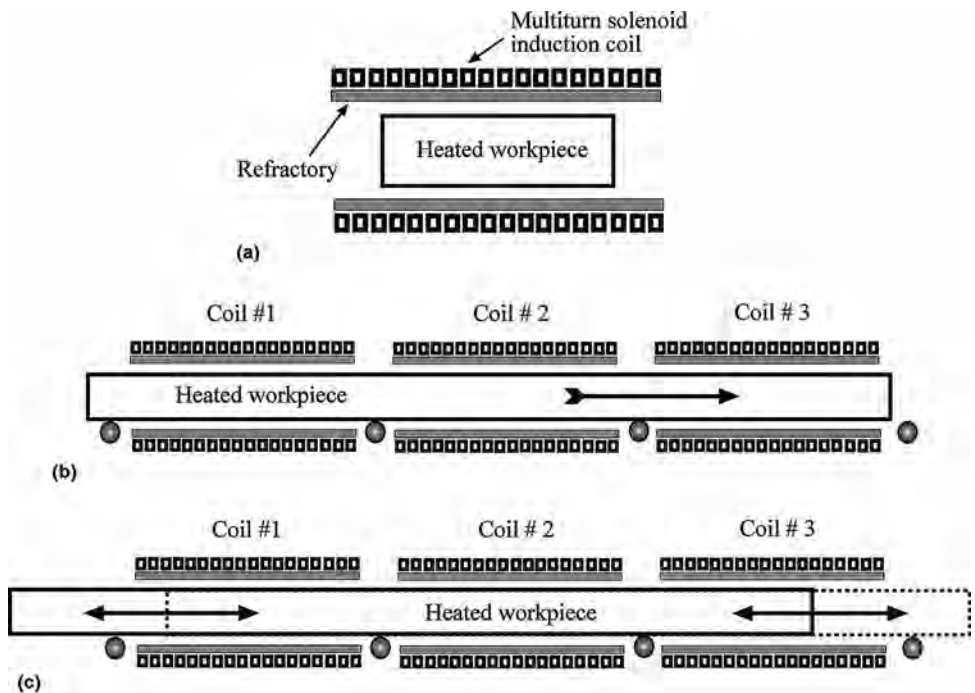 Multiturn solenoid
induction coil
Heated workpiece
Refractory
(a)
Coil #1 Coil # 2 Coil # 3
Heated workpiece
(b)
Coil #1 Coil # 2 Coil # 3
Heated workpiece
(c)